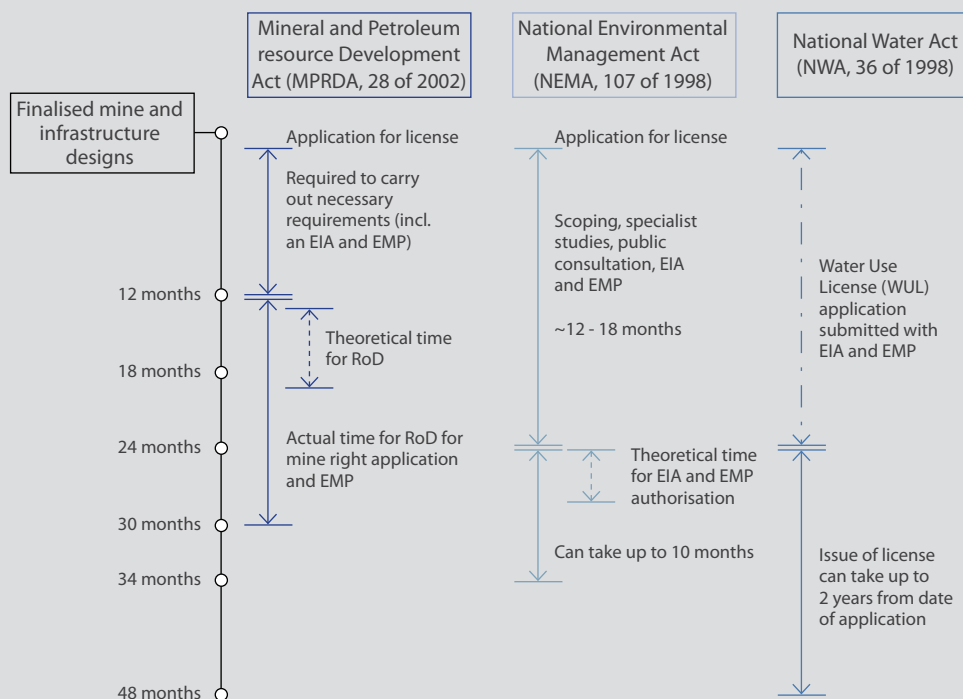 Mineral and Petroleum
resource Development
Act (MPRDA, 28 of 2002)
National Environmental
Management Act
(NEMA, 107 of 1998)
National Water Act
(NWA, 36 of 1998)
Finalised mine and
infrastructure
designs
Application for license
Required to carry
out necessary
requirements (incl.
an EIA and EMP)
Theoretical time
for RoD
Actual time for RoD for
mine right application
and EMP
Application for license
Scoping, specialist
studies, public
consultation, EIA
and EMP
~12 - 18 months
Theoretical time
for EIA and EMP
authorisation
Can take up to 10 months
Water Use
License (WUL)
application
submitted with
EIA and EMP
Issue of license
can take up to
2 years from date
of application
12 months
18 months
24 months
30 months
34 months
48 months